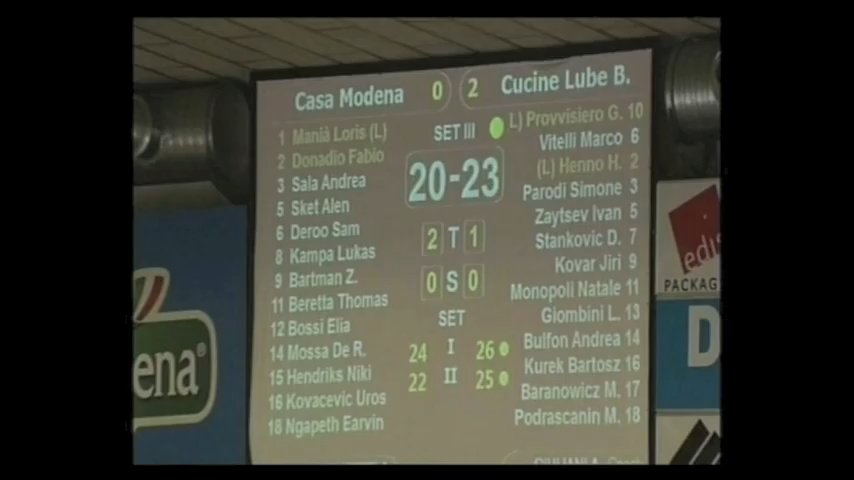 Casa Modena 0 2 Cucine Lube B.
SET III
20-23
2 T 1
0 S 0
SET
24 I 26
22 II 25
1 Manià Loris (L)
2 Donadio Fabio
3 Sala Andrea
5 Sket Alen
6 Deroo Sam
8 Kampa Lukas
9 Bartman Z.
11 Beretta Thomas
12 Bossi Elia
14 Mossa De R.
15 Hendriks Niki
16 Kovacevic Uros
18 Ngapeth Earvin
L) Provvisiero G. 10
Vitelli Marco 6
(L) Henno H. 2
Parodi Simone 3
Zaytsev Ivan 5
Stankovic D. 7
Kovar Jiri 9
Monopoli Natale 11
Giombini L. 13
Bulfon Andrea 14
Kurek Bartosz 16
Baranowicz M. 17
Podrascanin M. 18
ena®
edis
PACKAG
D